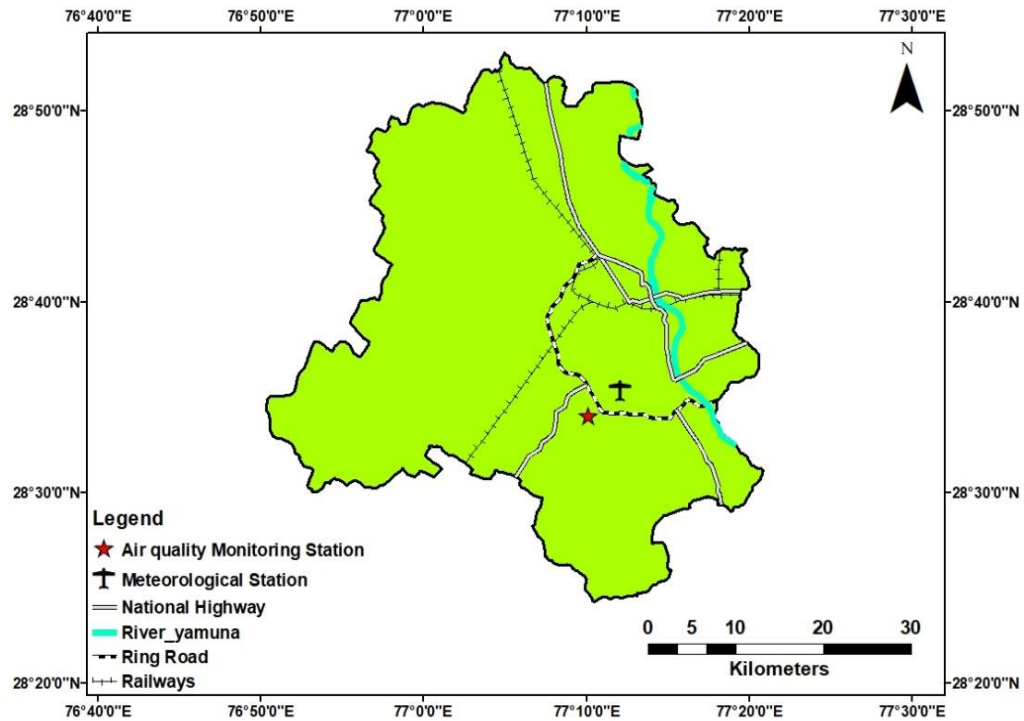 76°40'0"E 76°50'0"E 77°0'0"E 77°10'0"E 77°20'0"E 77°30'0"E
N
28°50'0"N 28°50'0"N
28°40'0"N 28°40'0"N
28°30'0"N 28°30'0"N
Legend
Air quality Monitoring Station
Meteorological Station
National Highway
River_yamuna
Ring Road
Railways
0 5 10 20 30
Kilometers
28°20'0"N 28°20'0"N
76°40'0"E 76°50'0"E 77°0'0"E 77°10'0"E 77°20'0"E 77°30'0"E